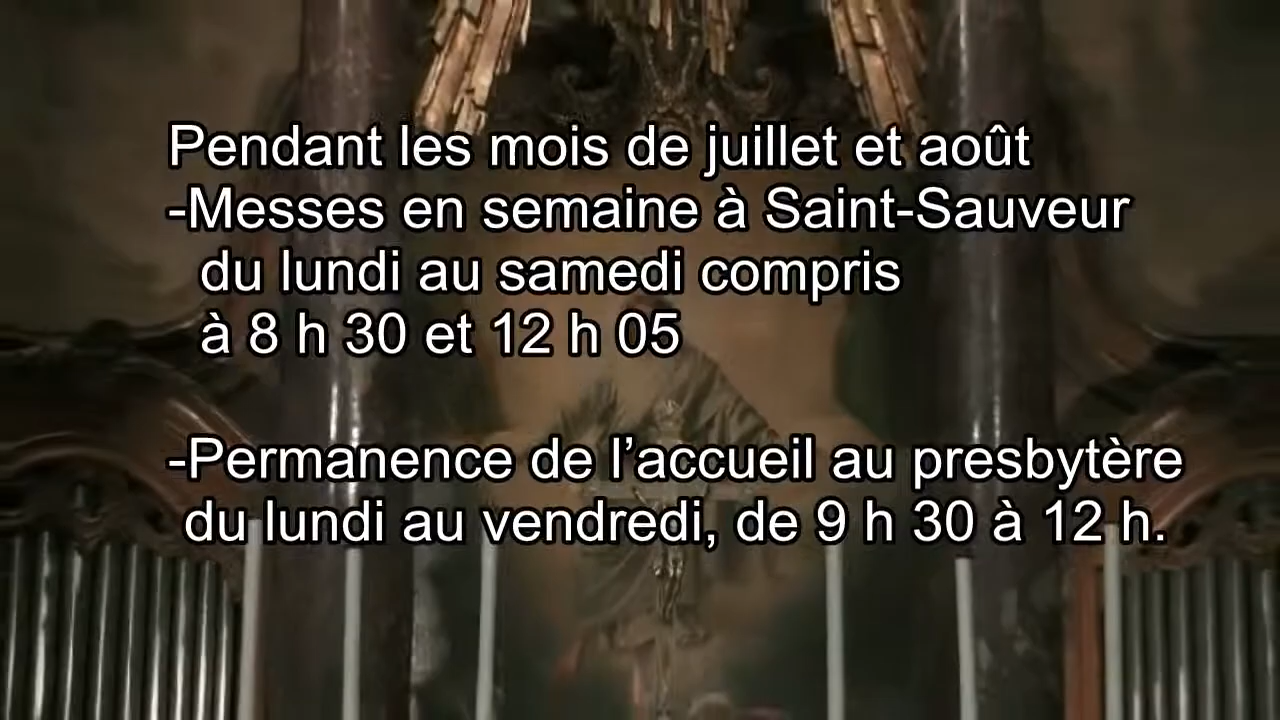 Pendant les mois de juillet et août
-Messes en semaine à Saint-Sauveur
du lundi au samedi compris
à 8 h 30 et 12 h 05
-Permanence de l’accueil au presbytère
du lundi au vendredi, de 9 h 30 à 12 h.